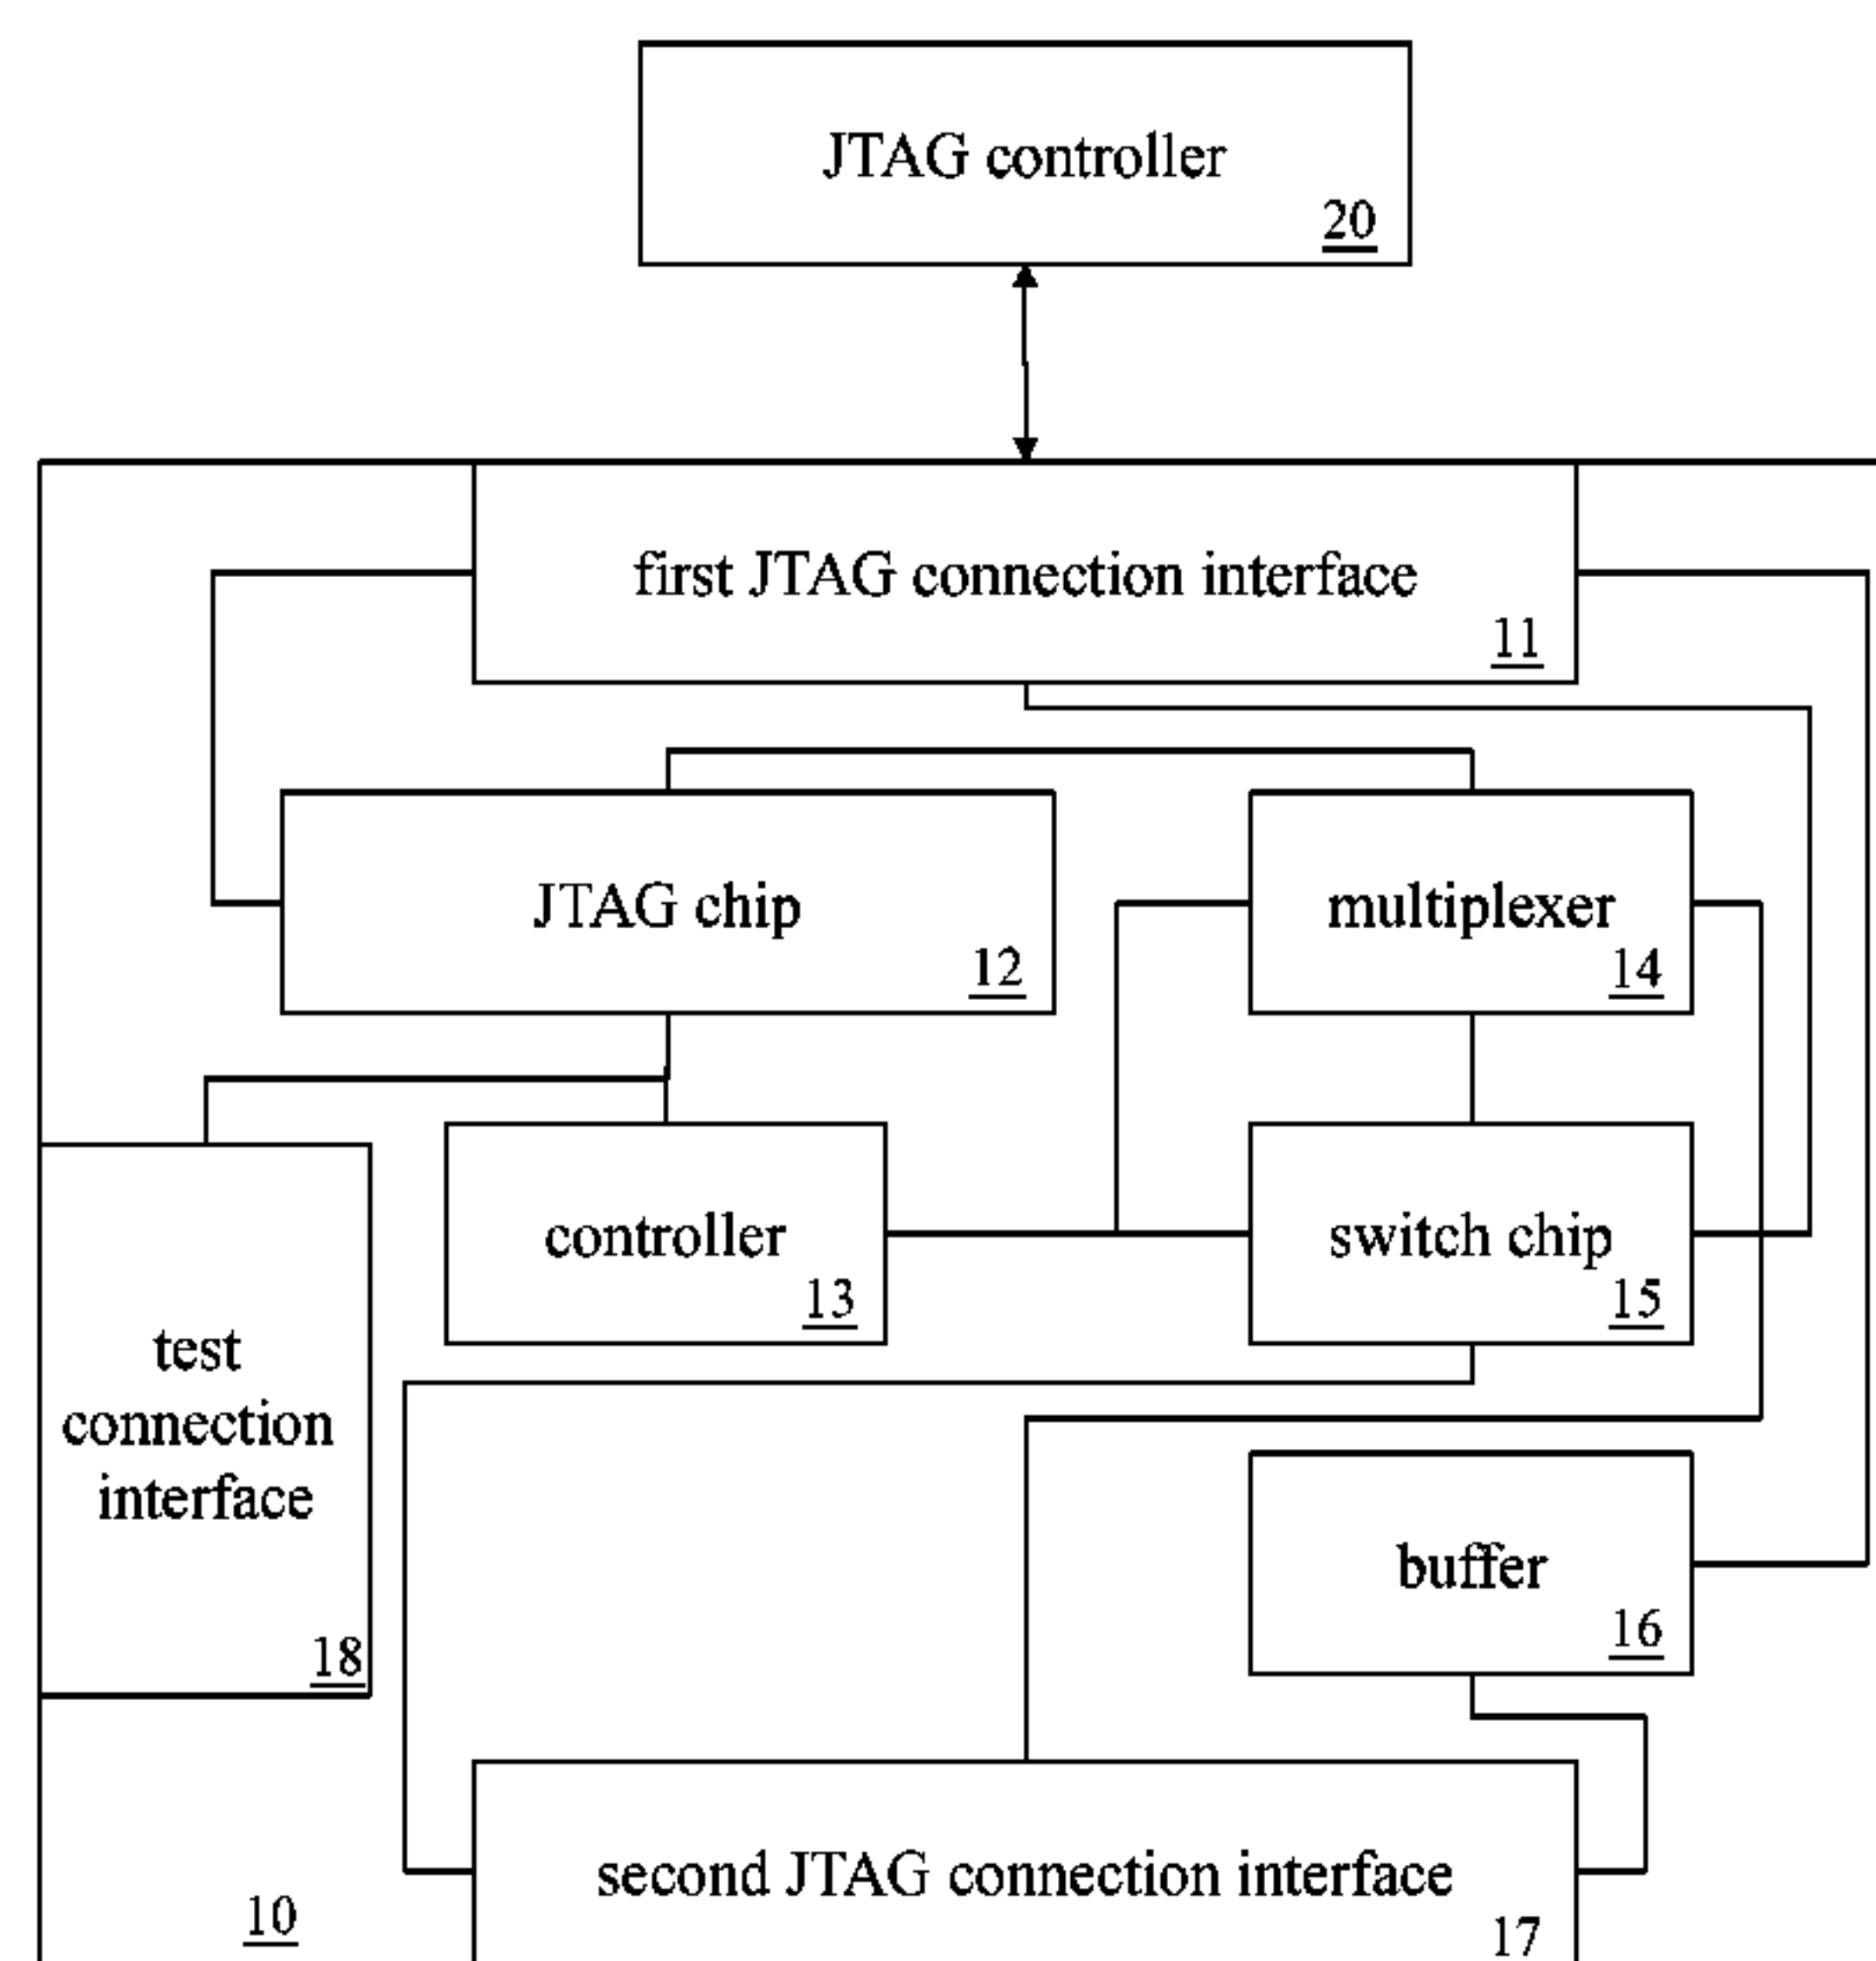 JTAG controller
20
first JTAG connection interface
11
JTAG chip
12
multiplexer
14
controller
13
switch chip
15
test
connection
interface
18
buffer
16
second JTAG connection interface
17
10